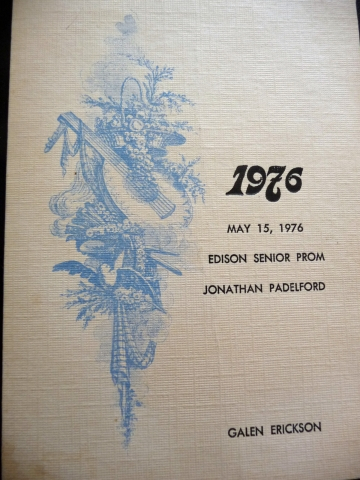 1976
MAY 15, 1976
EDISON SENIOR PROM
JONATHAN PADELFORD
GALEN ERICKSON